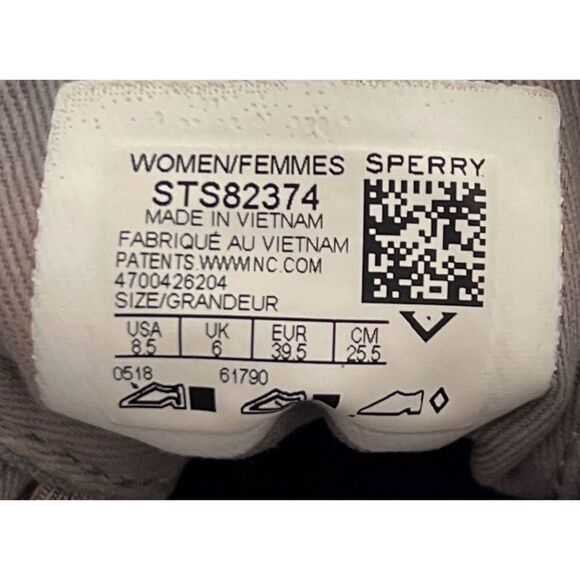 WOMEN/FEMMES SPERRY
STS82374
MADE IN VIETNAM
FABRIQUÉ AU VIETNAM
PATENTS.WWWINC.COM
4700426204
SIZE/GRANDEUR
USA UK EUR CM
8.5 6 39.5 25.5
0518 61790